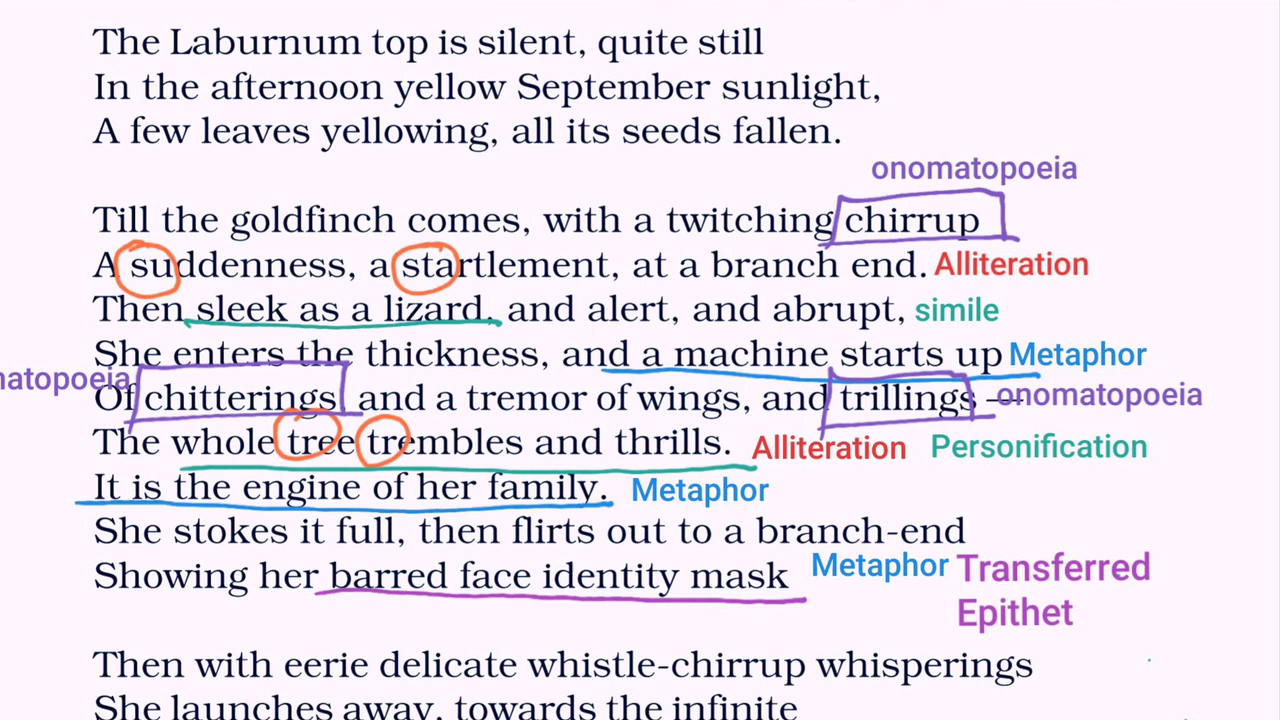 The Laburnum top is silent, quite still
In the afternoon yellow September sunlight,
A few leaves yellowing, all its seeds fallen.
onomatopoeia
Till the goldfinch comes, with a twitching chirrup
A suddenness, a startlement, at a branch end. Alliteration
Then sleek as a lizard, and alert, and abrupt, simile
She enters the thickness, and a machine starts up Metaphor
matopoeia
Of chitterings and a tremor of wings, and trillings — onomatopoeia
The whole tree trembles and thrills. Alliteration Personification
It is the engine of her family. Metaphor
She stokes it full, then flirts out to a branch-end
Showing her barred face identity mask Metaphor Transferred
Epithet
Then with eerie delicate whistle-chirrup whisperings
She launches away, towards the infinite